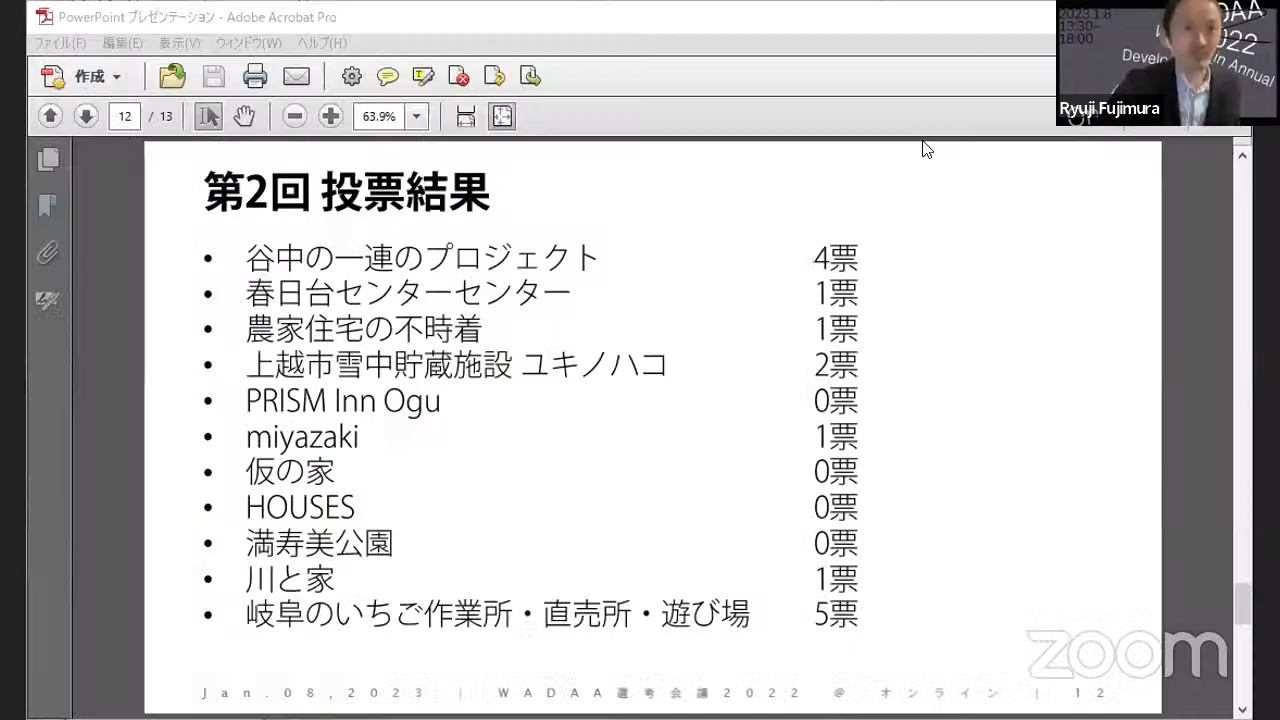 PowerPoint プレゼンテーション - Adobe Acrobat Pro
ファイル(F) 編集(E) 表示(V) ウィンドウ(W) ヘルプ(H)
作成
12 / 13
63.9%
2023.1.8
13:30-
18:00
Ryuji Fujimura
第2回 投票結果
• 谷中の一連のプロジェクト 4票
• 春日台センターセンター 1票
• 農家住宅の不時着 1票
• 上越市雪中貯蔵施設 ユキノハコ 2票
• PRISM Inn Ogu 0票
• miyazaki 1票
• 仮の家 0票
• HOUSES 0票
• 満寿美公園 0票
• 川と家 1票
• 岐阜のいちご作業所・直売所・遊び場 5票
zoom
Jan.08,2023 | WADAA選考会議2022 @ オンライン | 12